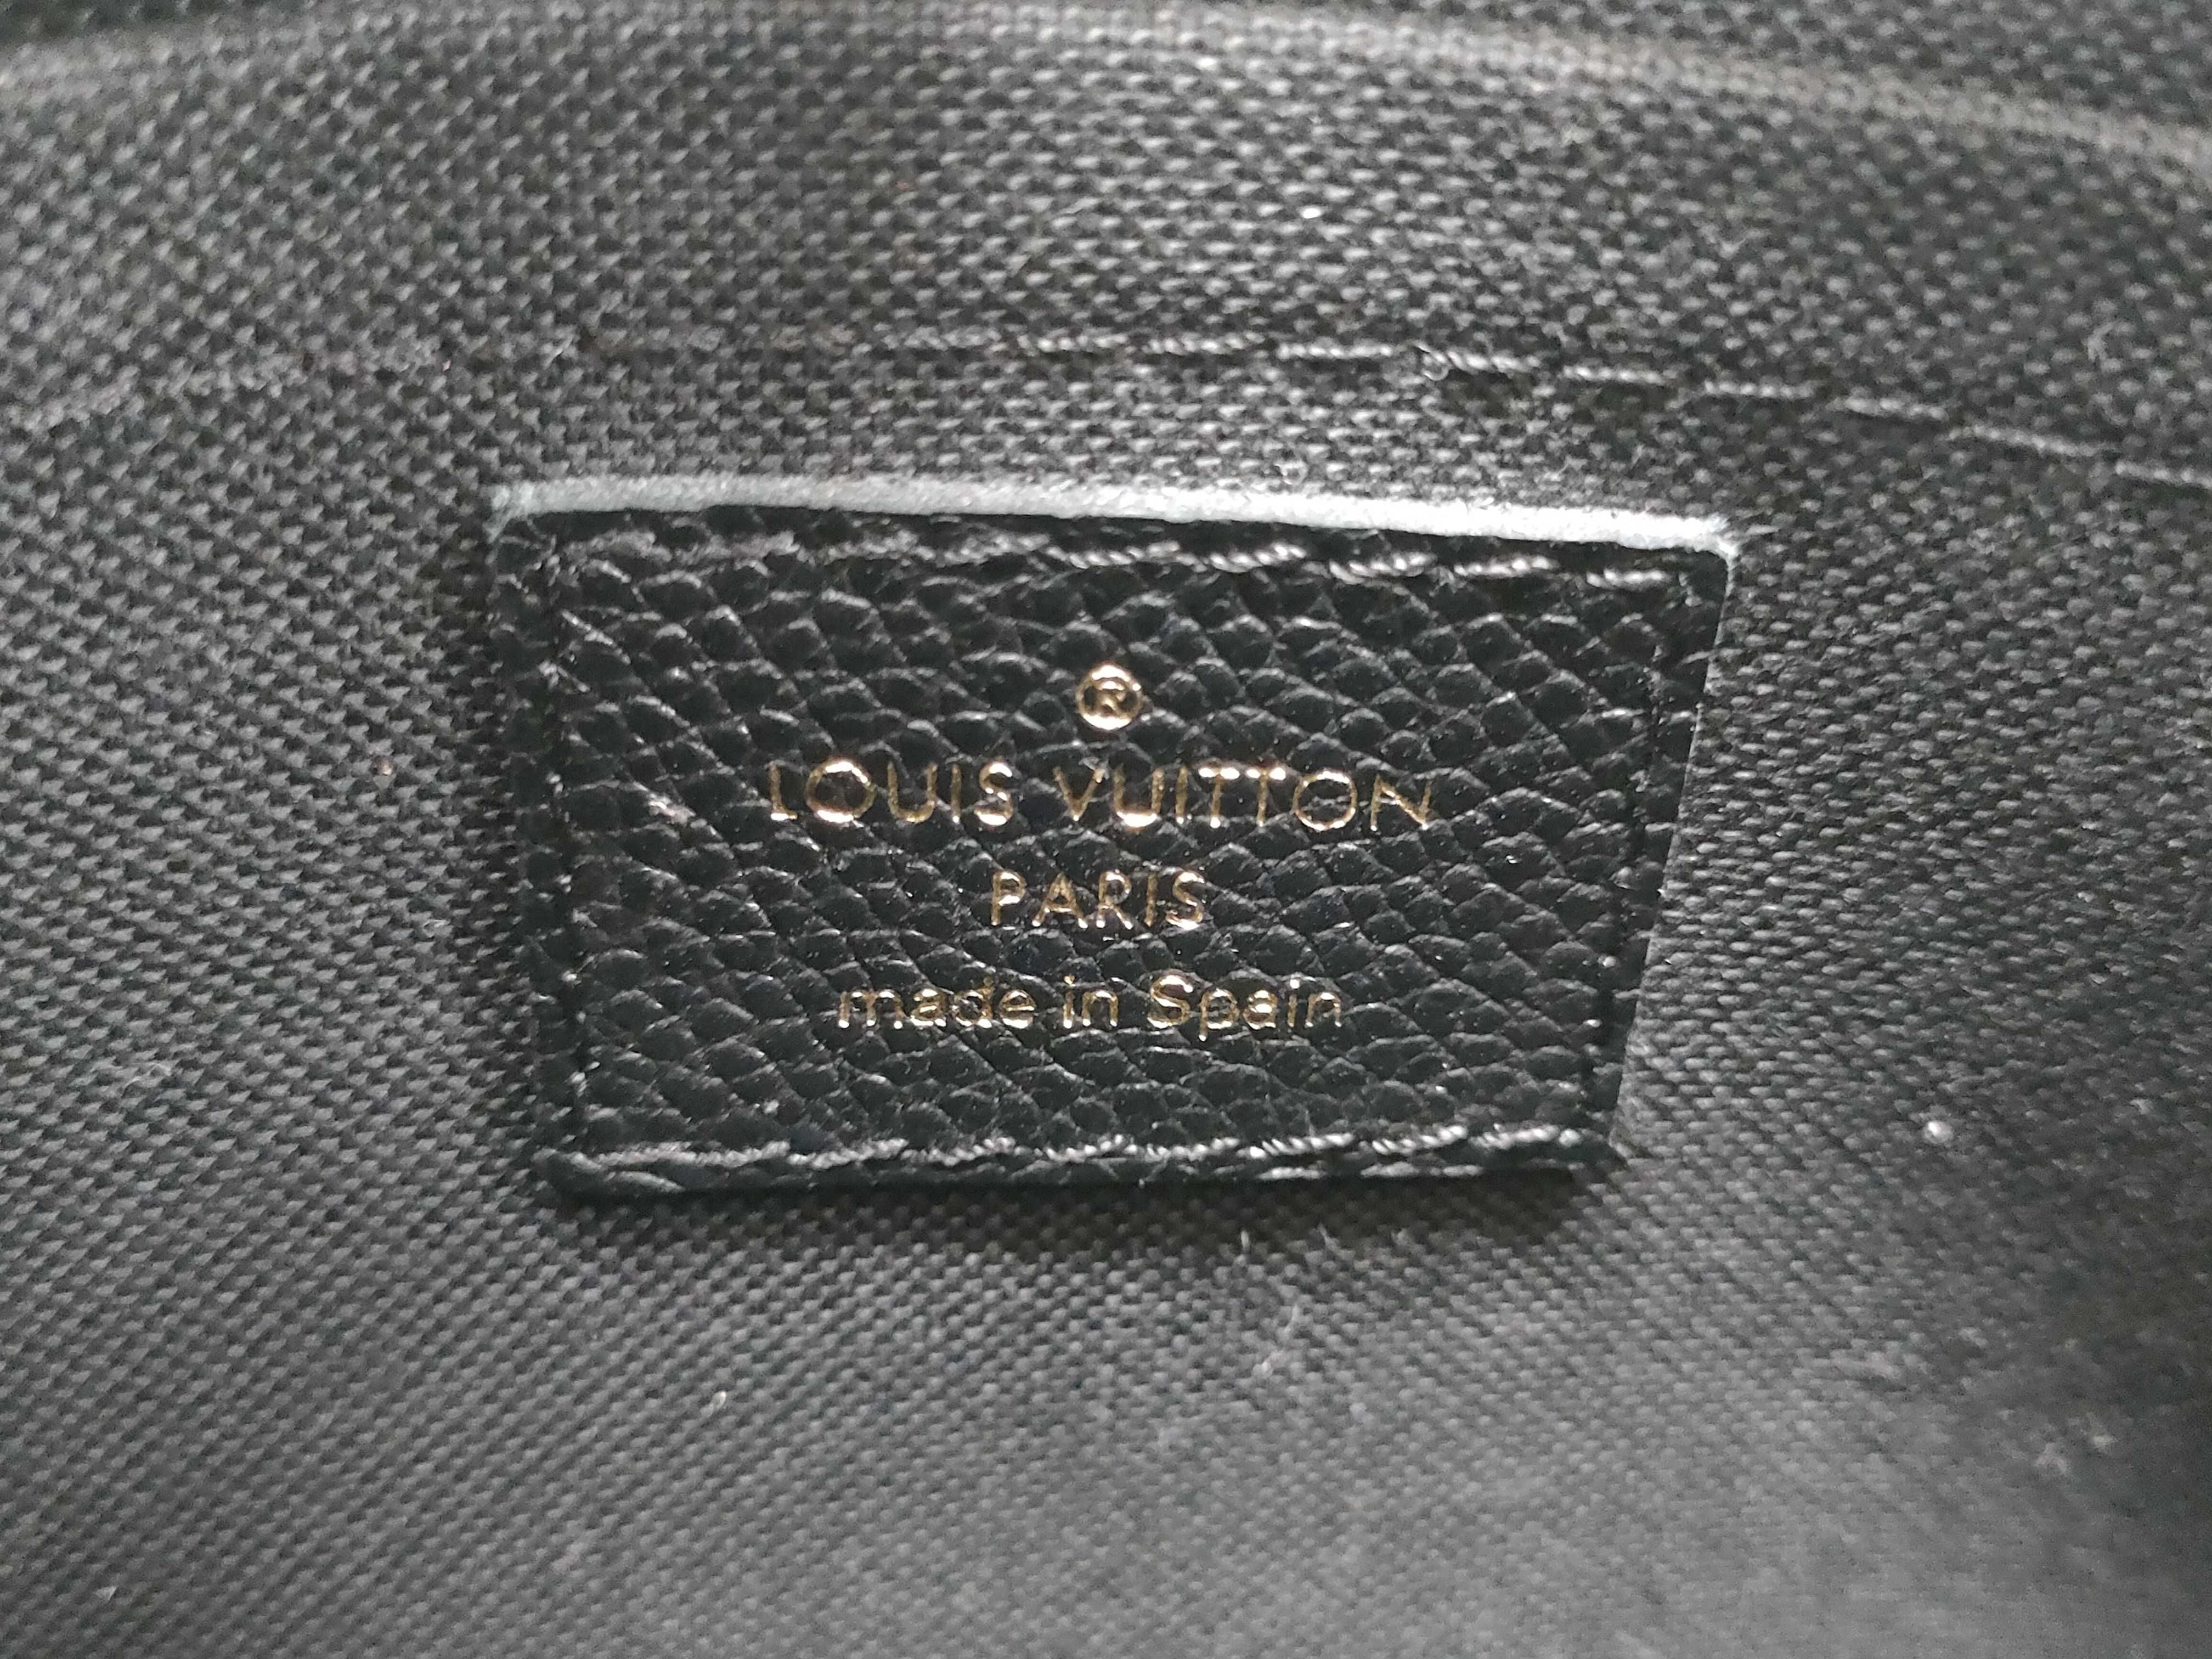 ®
LOUIS VUITTON
PARIS
made in Spain